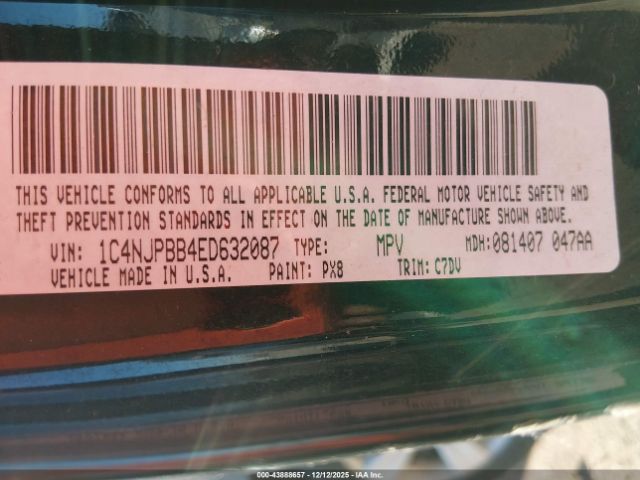 THIS VEHICLE CONFORMS TO ALL APPLICABLE U.S.A. FEDERAL MOTOR VEHICLE SAFETY AND
THEFT PREVENTION STANDARDS IN EFFECT ON THE DATE OF MANUFACTURE SHOWN ABOVE.
VIN: 1C4NJPBB4ED632087 TYPE: MPV MDH:081407 047AA
VEHICLE MADE IN U.S.A. PAINT: PX8 TRIM: C7DV
000-43888657 - 12/12/2025 - IAA Inc.